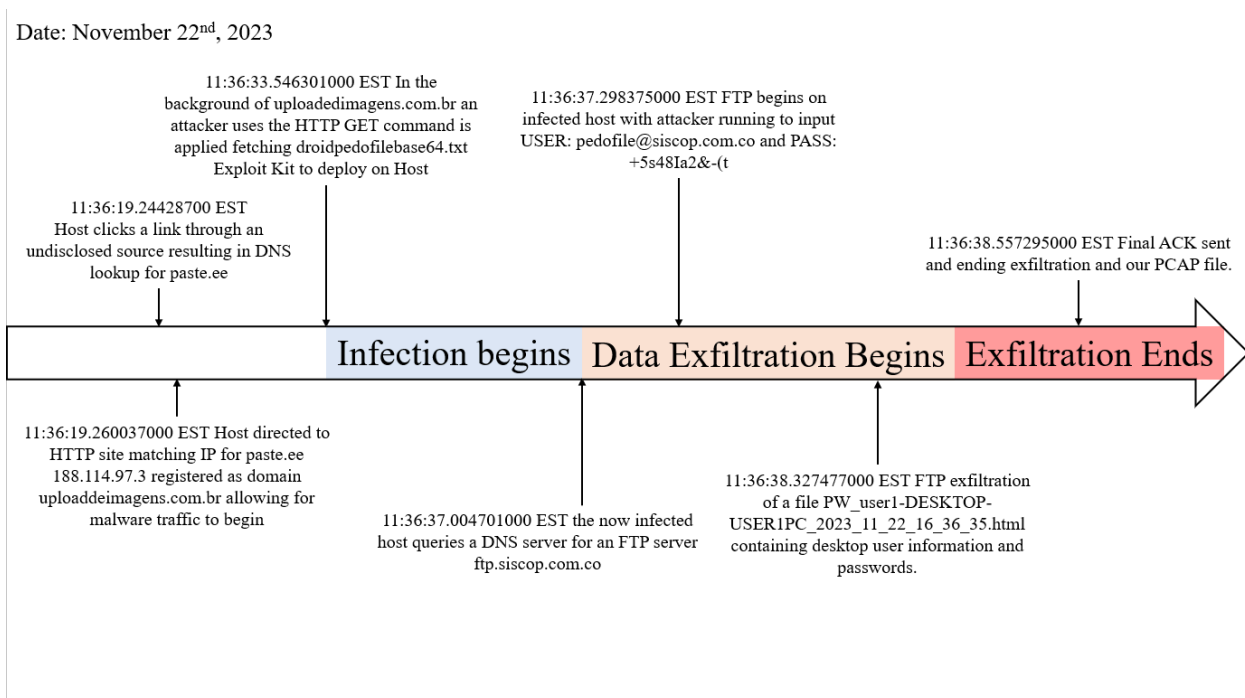 Date: November 22nd, 2023
11:36:33.546301000 EST In the
background of uploadedimagens.com.br an
attacker uses the HTTP GET command is
applied fetching droidpedofilebase64.txt
Exploit Kit to deploy on Host
11:36:37.298375000 EST FTP begins on
infected host with attacker running to input
USER: pedofile@siscop.com.co and PASS:
+5s48Ia2&-(t
11:36:19.24428700 EST
Host clicks a link through an
undisclosed source resulting in DNS
lookup for paste.ee
11:36:38.557295000 EST Final ACK sent
and ending exfiltration and our PCAP file.
Infection begins
Data Exfiltration Begins
Exfiltration Ends
11:36:19.260037000 EST Host directed to
HTTP site matching IP for paste.ee
188.114.97.3 registered as domain
uploaddeimagens.com.br allowing for
malware traffic to begin
11:36:37.004701000 EST the now infected
host queries a DNS server for an FTP server
ftp.siscop.com.co
11:36:38.327477000 EST FTP exfiltration
of a file PW_user1-DESKTOP-
USER1PC_2023_11_22_16_36_35.html
containing desktop user information and
passwords.